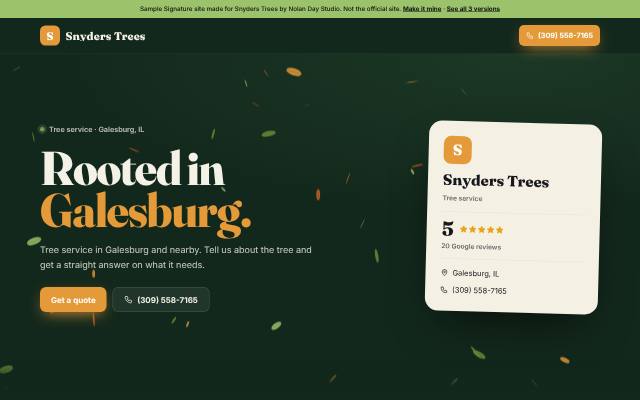 Sample Signature site made for Snyders Trees by Nolan Day Studio. Not the official site. Make it mine · See all 3 versions
S Snyders Trees
(309) 558-7165
Tree service · Galesburg, IL
Rooted in
Galesburg.
Tree service in Galesburg and nearby. Tell us about the tree and
get a straight answer on what it needs.
Get a quote
(309) 558-7165
S
Snyders Trees
Tree service
5
20 Google reviews
Galesburg, IL
(309) 558-7165